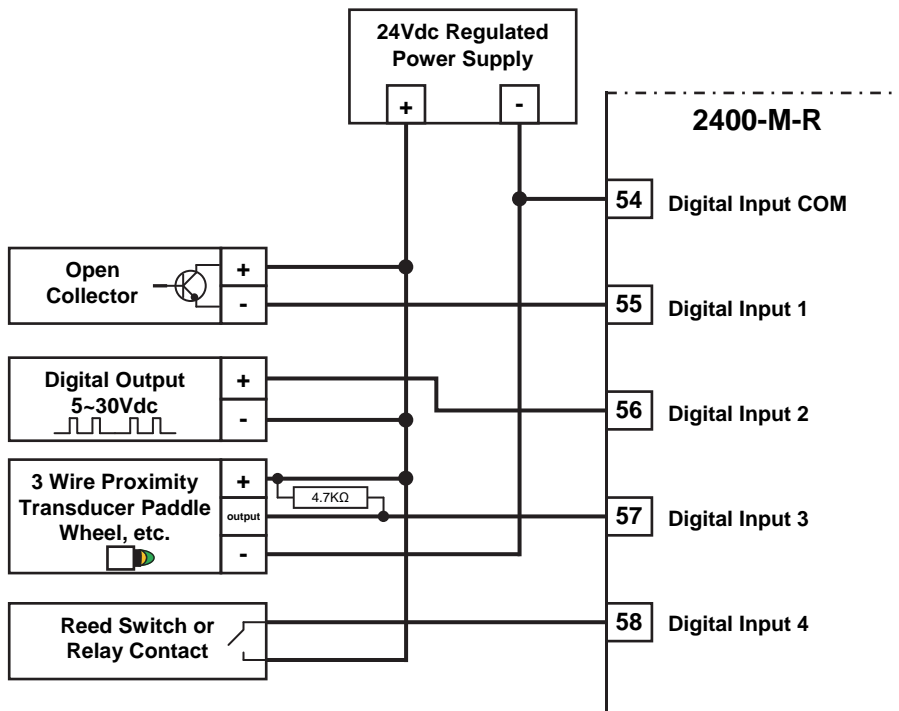 24Vdc Regulated
Power Supply
+
-
2400-M-R
54
Digital Input COM
Open
Collector
+
-
55
Digital Input 1
Digital Output
5~30Vdc
+
-
56
Digital Input 2
3 Wire Proximity
Transducer Paddle
Wheel, etc.
+
output
-
4.7KΩ
57
Digital Input 3
Reed Switch or
Relay Contact
58
Digital Input 4